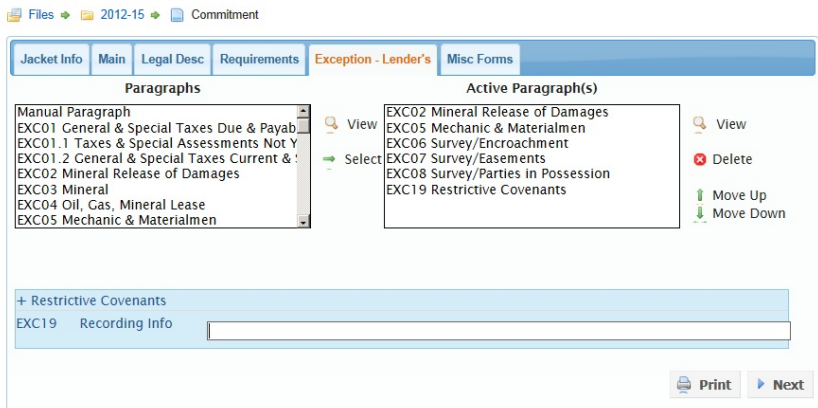 Files 2012-15 Commitment
Jacket Info Main Legal Desc Requirements Exception - Lender's Misc Forms
Paragraphs
Manual Paragraph
EXC01 General & Special Taxes Due & Payab
EXC01.1 Taxes & Special Assessments Not Y
EXC01.2 General & Special Taxes Current &
EXC02 Mineral Release of Damages
EXC03 Mineral
EXC04 Oil, Gas, Mineral Lease
EXC05 Mechanic & Materialmen
View
Select
Active Paragraph(s)
EXC02 Mineral Release of Damages
EXC05 Mechanic & Materialmen
EXC06 Survey/Encroachment
EXC07 Survey/Easements
EXC08 Survey/Parties in Possession
EXC19 Restrictive Covenants
View
Delete
Move Up
Move Down
+ Restrictive Covenants
EXC19 Recording Info
Print Next